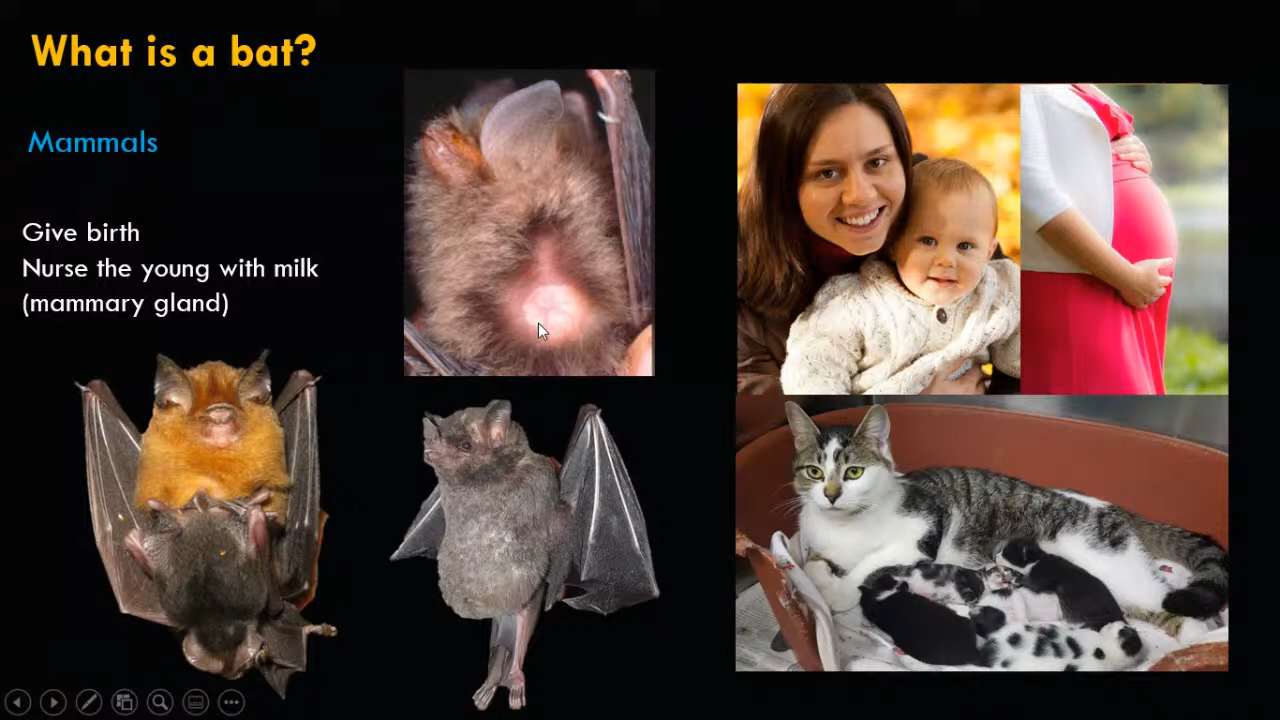 What is a bat?
Mammals
Give birth
Nurse the young with milk
(mammary gland)